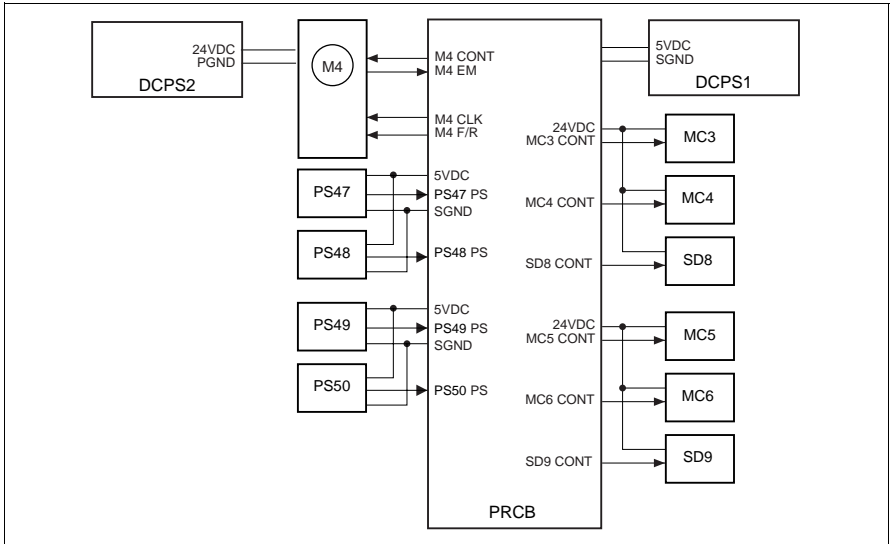 24VDC
PGND
DCPS2
M4
M4 CONT
M4 EM
M4 CLK
M4 F/R
5VDC
SGND
DCPS1
PS47
5VDC
PS47 PS
SGND
PS48
PS48 PS
PS49
5VDC
PS49 PS
SGND
PS50
PS50 PS
24VDC
MC3 CONT
MC3
MC4 CONT
MC4
SD8 CONT
SD8
24VDC
MC5 CONT
MC5
MC6 CONT
MC6
SD9 CONT
SD9
PRCB